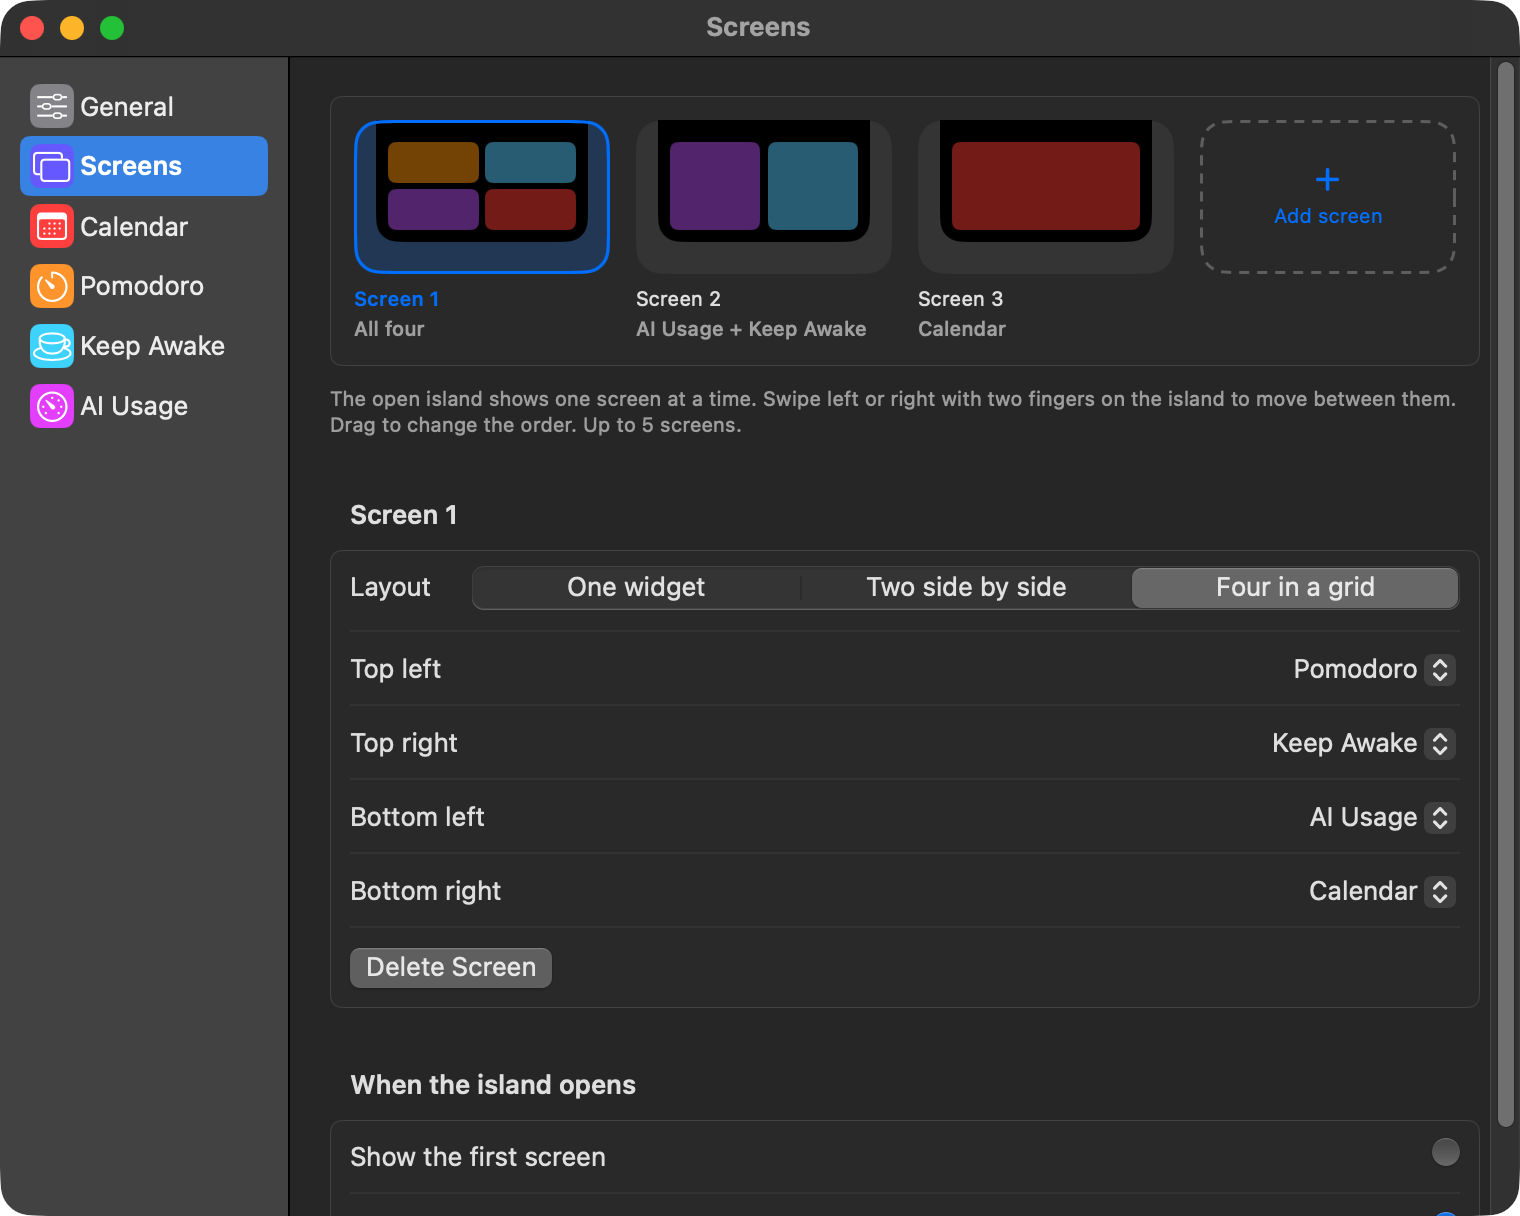 Screens
General
Screens
Calendar
Pomodoro
Keep Awake
AI Usage
Screen 1
All four
Screen 2
AI Usage + Keep Awake
Screen 3
Calendar
Add screen
The open island shows one screen at a time. Swipe left or right with two fingers on the island to move between them.
Drag to change the order. Up to 5 screens.
Screen 1
Layout
One widget
Two side by side
Four in a grid
Top left
Pomodoro
Top right
Keep Awake
Bottom left
AI Usage
Bottom right
Calendar
Delete Screen
When the island opens
Show the first screen